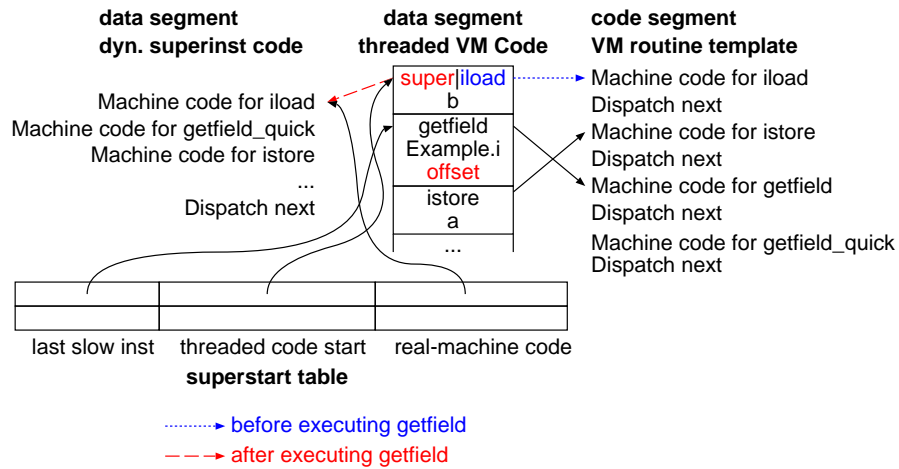 data segment
dyn. superinst code
data segment
threaded VM Code
code segment
VM routine template
Machine code for iload
Machine code for getfield_quick
Machine code for istore
...
Dispatch next
super|iload
b
getfield
Example.i
offset
istore
a
...
Machine code for iload
Dispatch next
Machine code for istore
Dispatch next
Machine code for getfield
Dispatch next
Machine code for getfield_quick
Dispatch next
last slow inst
threaded code start
real-machine code
superstart table
before executing getfield
after executing getfield